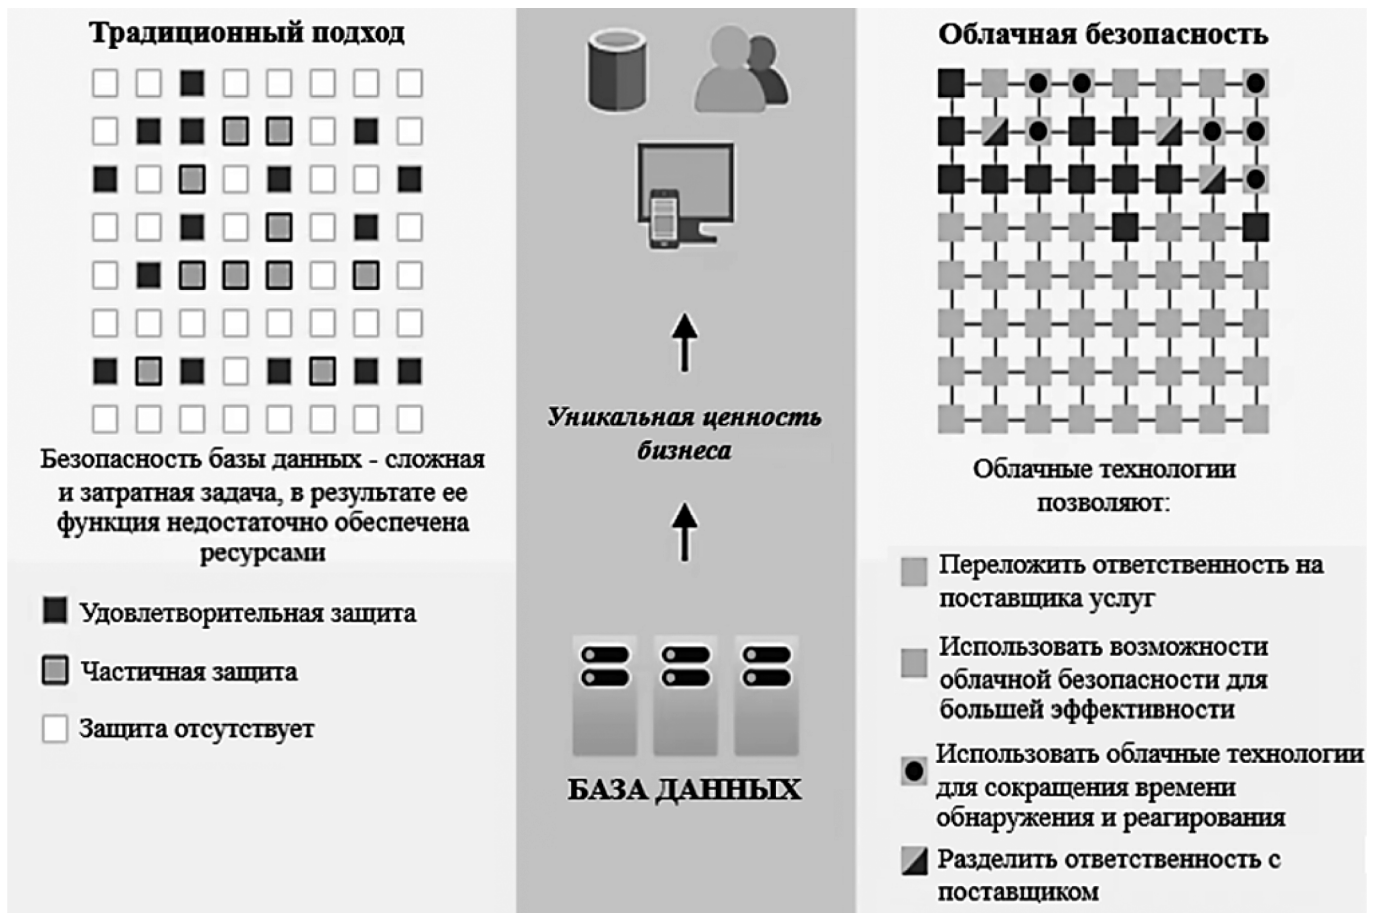 Традиционный подход
Безопасность базы данных - сложная
и затратная задача, в результате ее
функция недостаточно обеспечена
ресурсами
Удовлетворительная защита
Частичная защита
Защита отсутствует
Уникальная ценность
бизнеса
БАЗА ДАННЫХ
Облачная безопасность
Облачные технологии
позволяют:
Переложить ответственность на
поставщика услуг
Использовать возможности
облачной безопасности для
большей эффективности
Использовать облачные технологии
для сокращения времени
обнаружения и реагирования
Разделить ответственность с
поставщиком